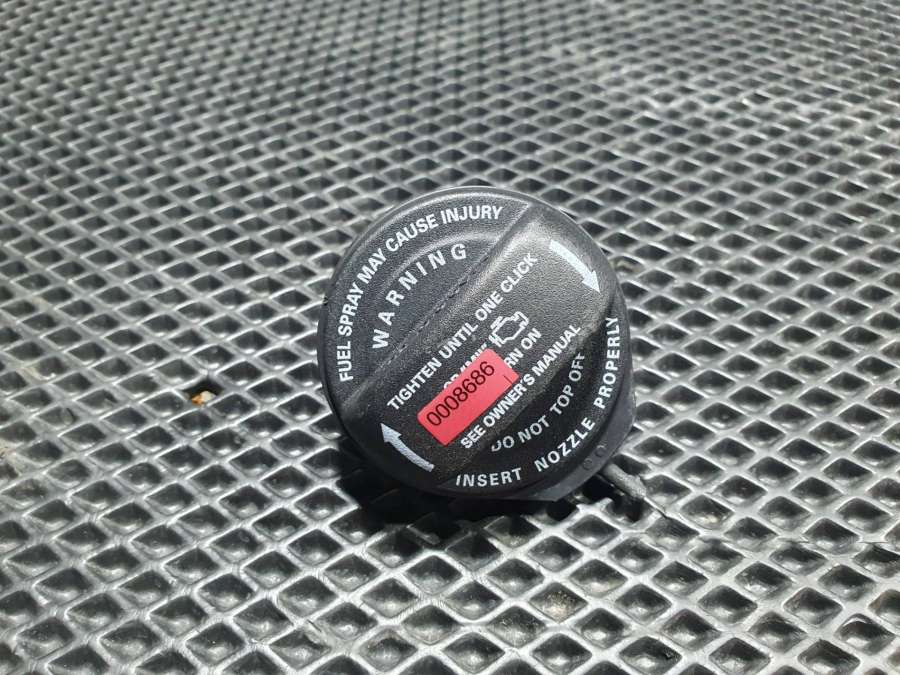 FUEL SPRAY MAY CAUSE INJURY
WARNING
TIGHTEN UNTIL ONE CLICK
ON
0008686
SEE OWNER'S MANUAL
DO NOT TOP OFF
INSERT NOZZLE PROPERLY